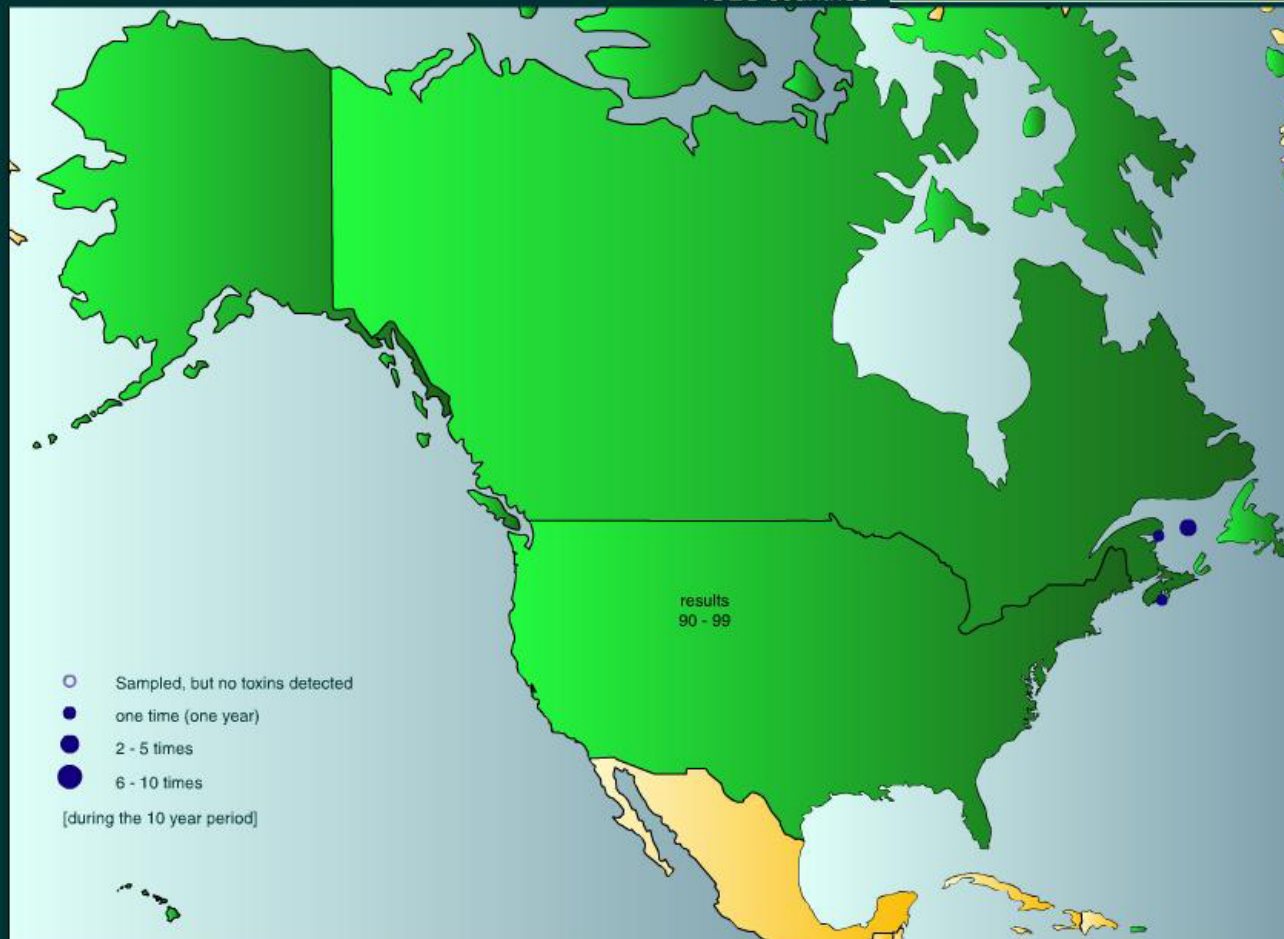 results
90 - 99
Sampled, but no toxins detected
one time (one year)
2 - 5 times
6 - 10 times
[during the 10 year period]